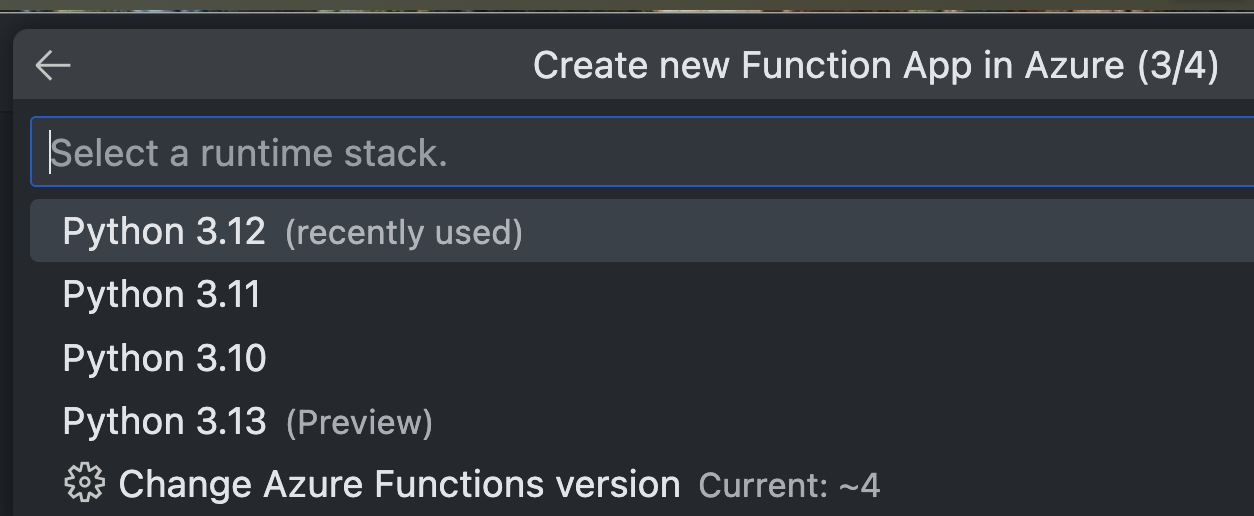 Create new Function App in Azure (3/4)
Select a runtime stack.
Python 3.12 (recently used)
Python 3.11
Python 3.10
Python 3.13 (Preview)
Change Azure Functions version Current: ~4